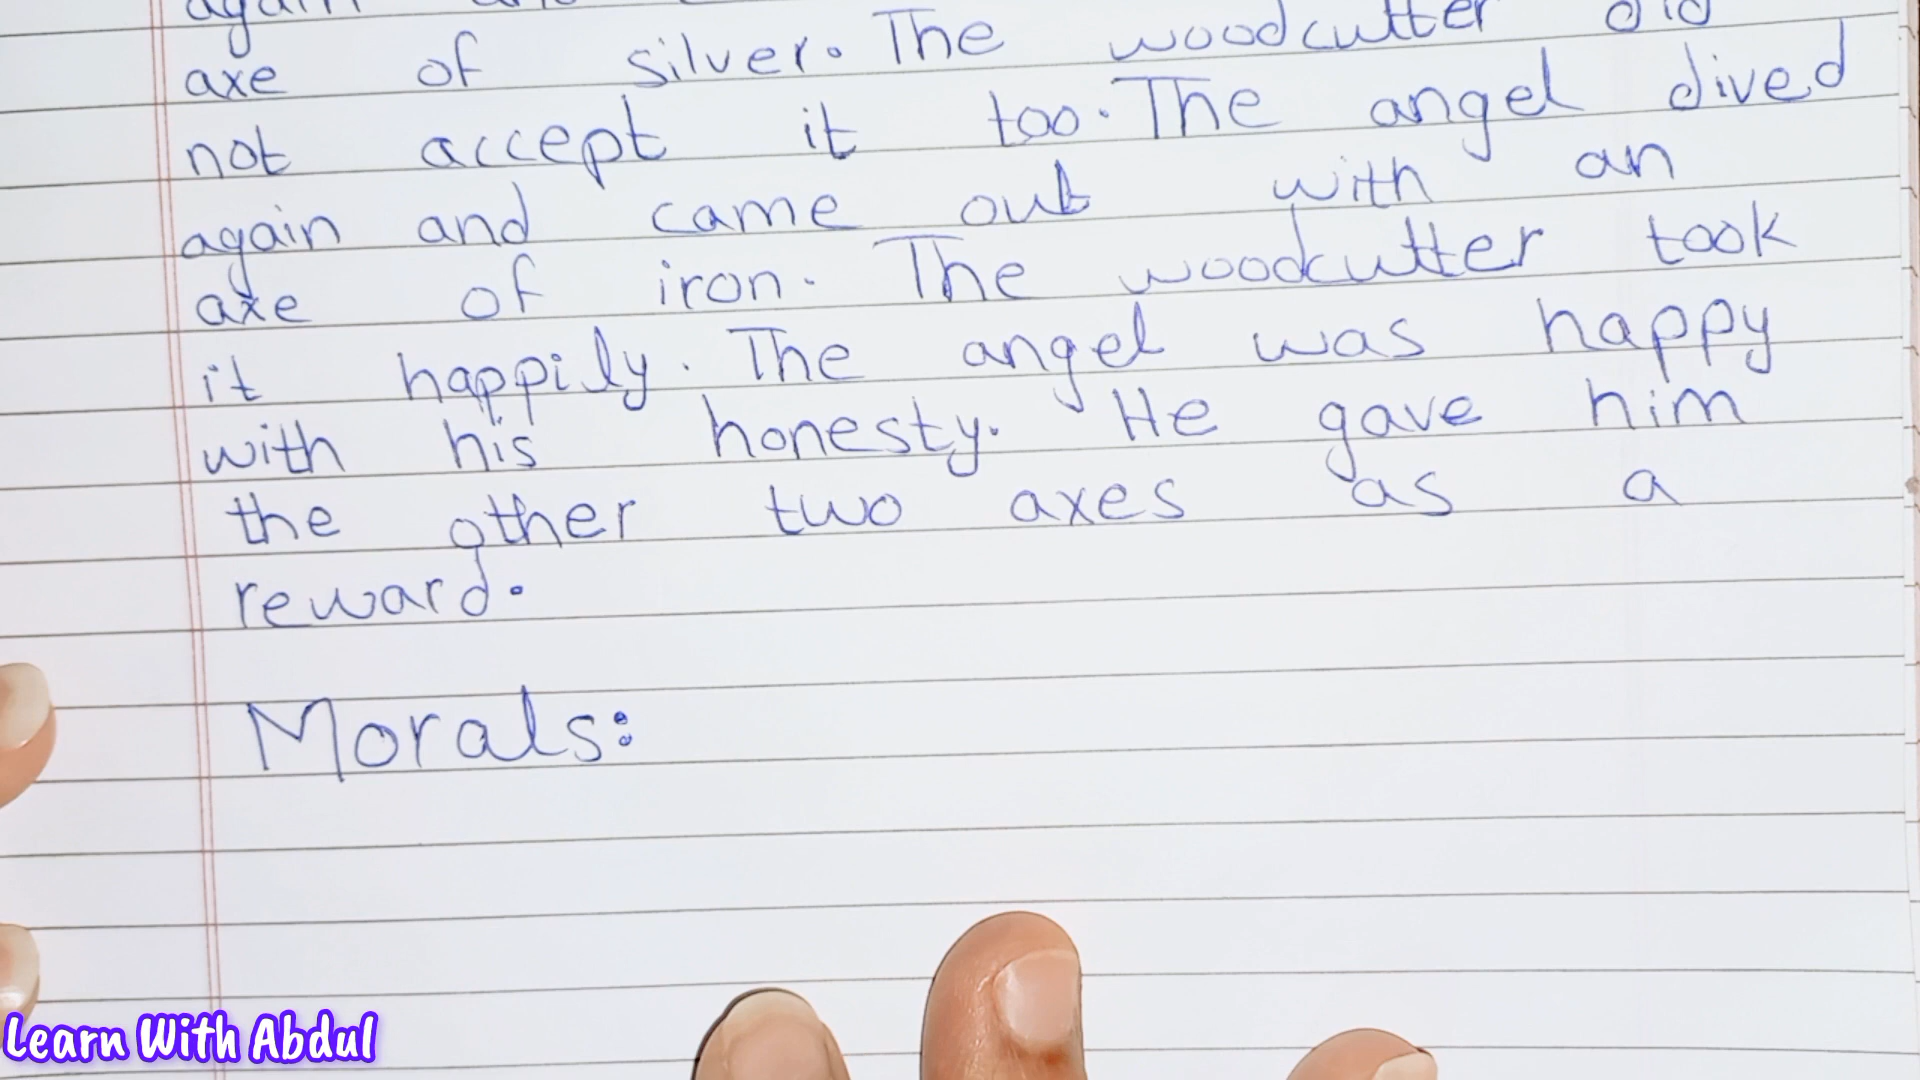 again
axe of silver. The woodcutter did
not accept it too. The angel dived
again and came out with an
axe of iron. The woodcutter took
it happily. The angel was happy
with his honesty. He gave him
the other two axes as a
reward.
Morals:
Learn With Abdul